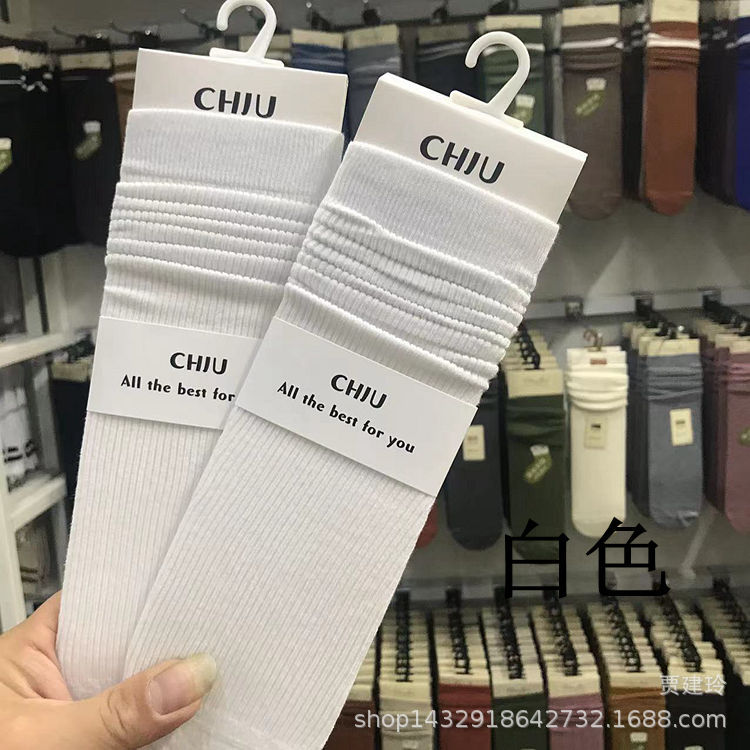 CHJU
CHJU
CHJU
All the best for
CHJU
All the best for you
白色
贾建玲
shop1432918642732.1688.com